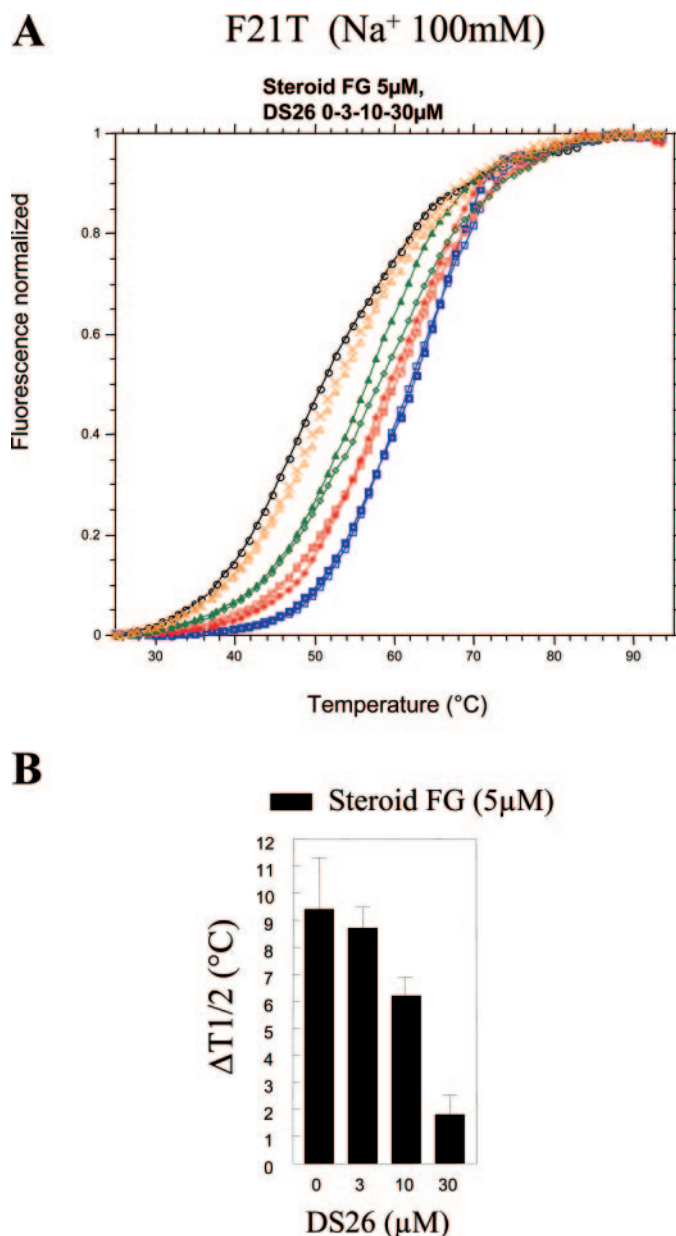 A
F21T (Na⁺ 100mM)
Steroid FG 5µM,
DS26 0-3-10-30µM
1
0.8
0.6
0.4
0.2
0
Fluorescence normalized
30 40 50 60 70 80 90
Temperature (°C)
B
Steroid FG (5µM)
12
11
10
9
8
7
6
5
4
3
2
1
0
ΔT1/2 (°C)
0 3 10 30
DS26 (µM)